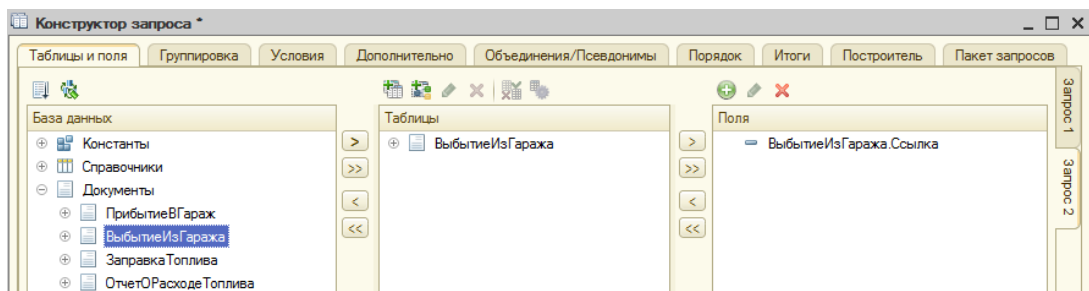 Конструктор запроса *
Таблицы и поля Группировка Условия Дополнительно Объединения/Псевдонимы Порядок Итоги Построитель Пакет запросов
База данных Таблицы Поля
Константы ВыбытиеИзГаража ВыбытиеИзГаража.Ссылка
Справочники
Документы
ПрибытиеВГараж
ВыбытиеИзГаража
ЗаправкаТоплива
ОтчетОРасходеТоплива
> >> < <<
> >> < <<
Запрос 1
Запрос 2